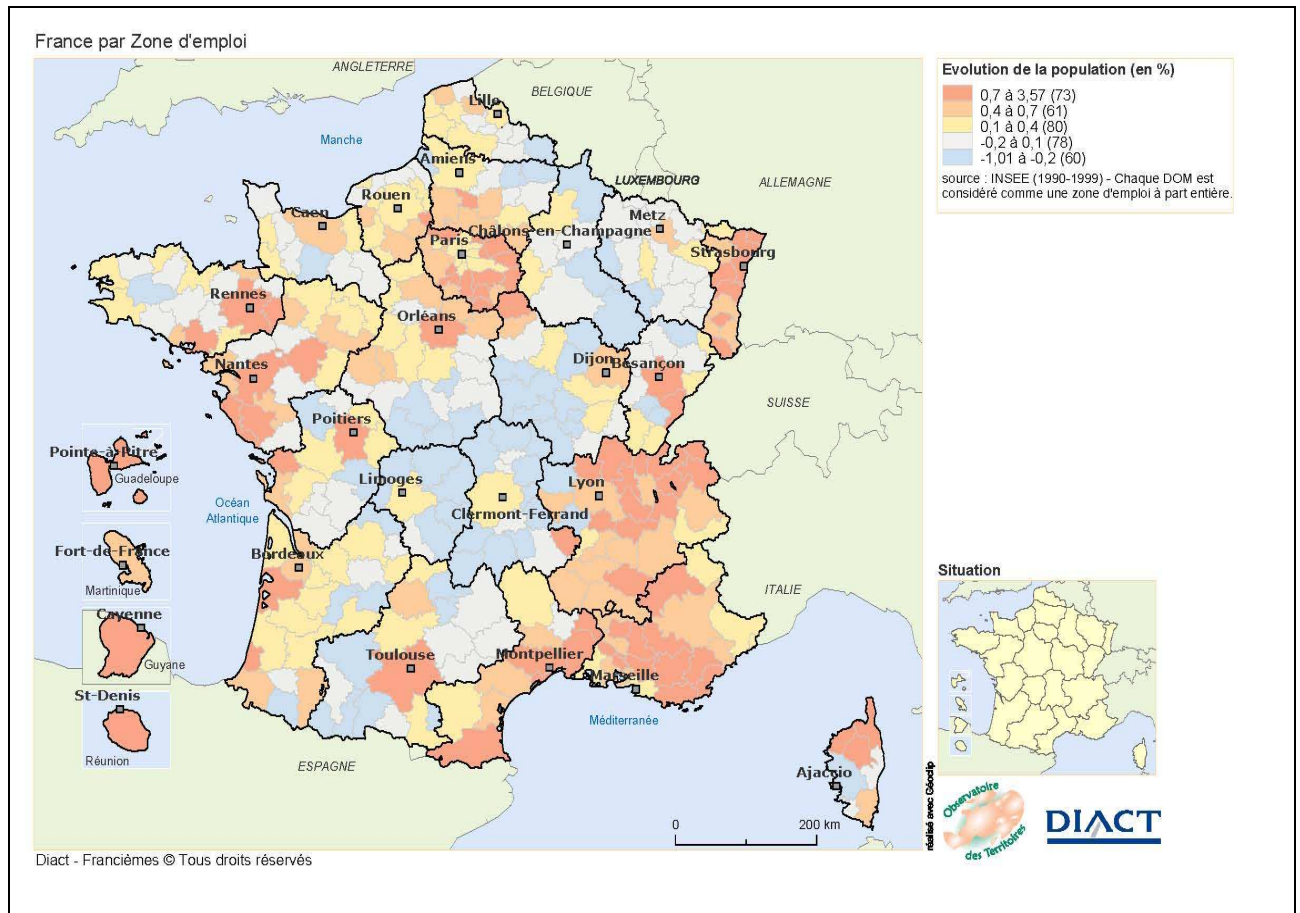 France par Zone d'emploi
ANGLETERRE
BELGIQUE
Lille
Manche
Amiens
LUXEMBOURG
ALLEMAGNE
Rouen
Caen
Metz
Paris
Châlons-en-Champagne
Strasbourg
Rennes
Orléans
Nantes
Dijon
Besançon
SUISSE
Poitiers
Pointe-à-Pitre
Guadeloupe
Limoges
Lyon
Océan
Atlantique
Clermont-Ferrand
Fort-de-France
Bordeaux
Martinique
ITALIE
Cayenne
Guyane
Toulouse
Montpellier
Marseille
St-Denis
Réunion
Méditerranée
ESPAGNE
Ajaccio
0 200 km
réalisé avec Géoclip
Diact - Francièmes © Tous droits réservés
Evolution de la population (en %)
0,7 à 3,57 (73)
0,4 à 0,7 (61)
0,1 à 0,4 (80)
-0,2 à 0,1 (78)
-1,01 à -0,2 (60)
source : INSEE (1990-1999) - Chaque DOM est
considéré comme une zone d'emploi à part entière.
Situation
Observatoire
des Territoires
DIACT